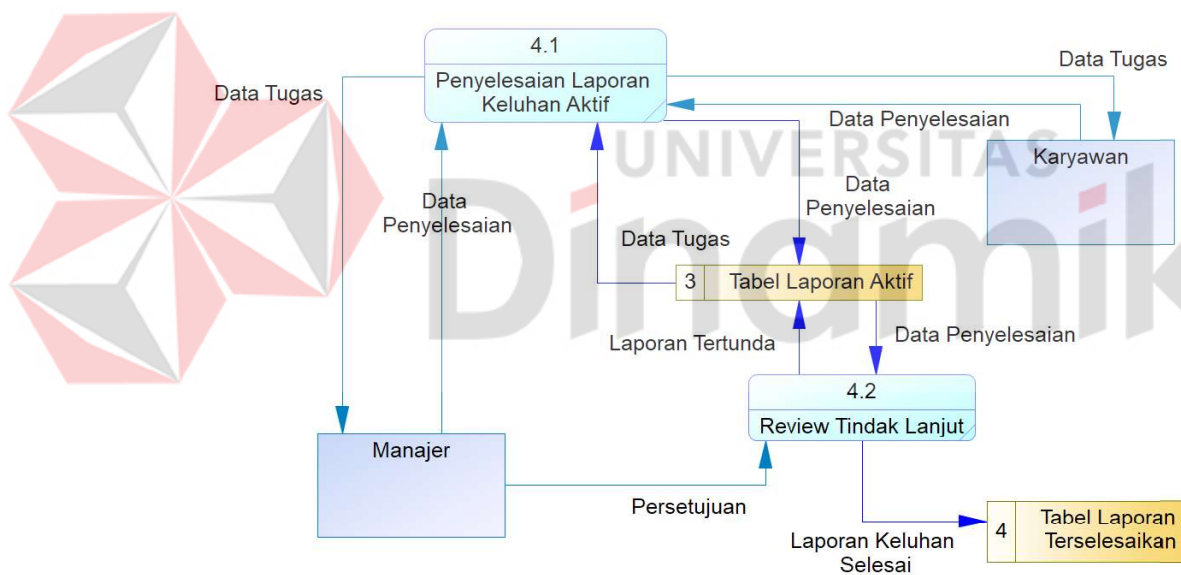 4.1
Penyelesaian Laporan
Keluhan Aktif
Data Tugas
Data Tugas
Data Penyelesaian
UNIVERSITAS
Dinamika
Karyawan
Data
Penyelesaian
Data
Penyelesaian
Data Tugas
3
Tabel Laporan Aktif
Laporan Tertunda
Data Penyelesaian
4.2
Review Tindak Lanjut
Manajer
Persetujuan
Laporan Keluhan
Selesai
4
Tabel Laporan
Terselesaikan